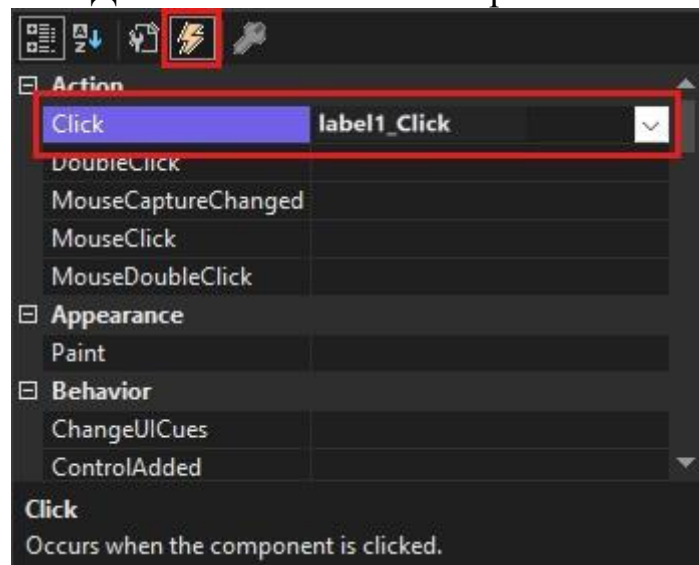 Action
Click label1_Click
DoubleClick
MouseCaptureChanged
MouseClick
MouseDoubleClick
Appearance
Paint
Behavior
ChangeUICues
ControlAdded
Click
Occurs when the component is clicked.